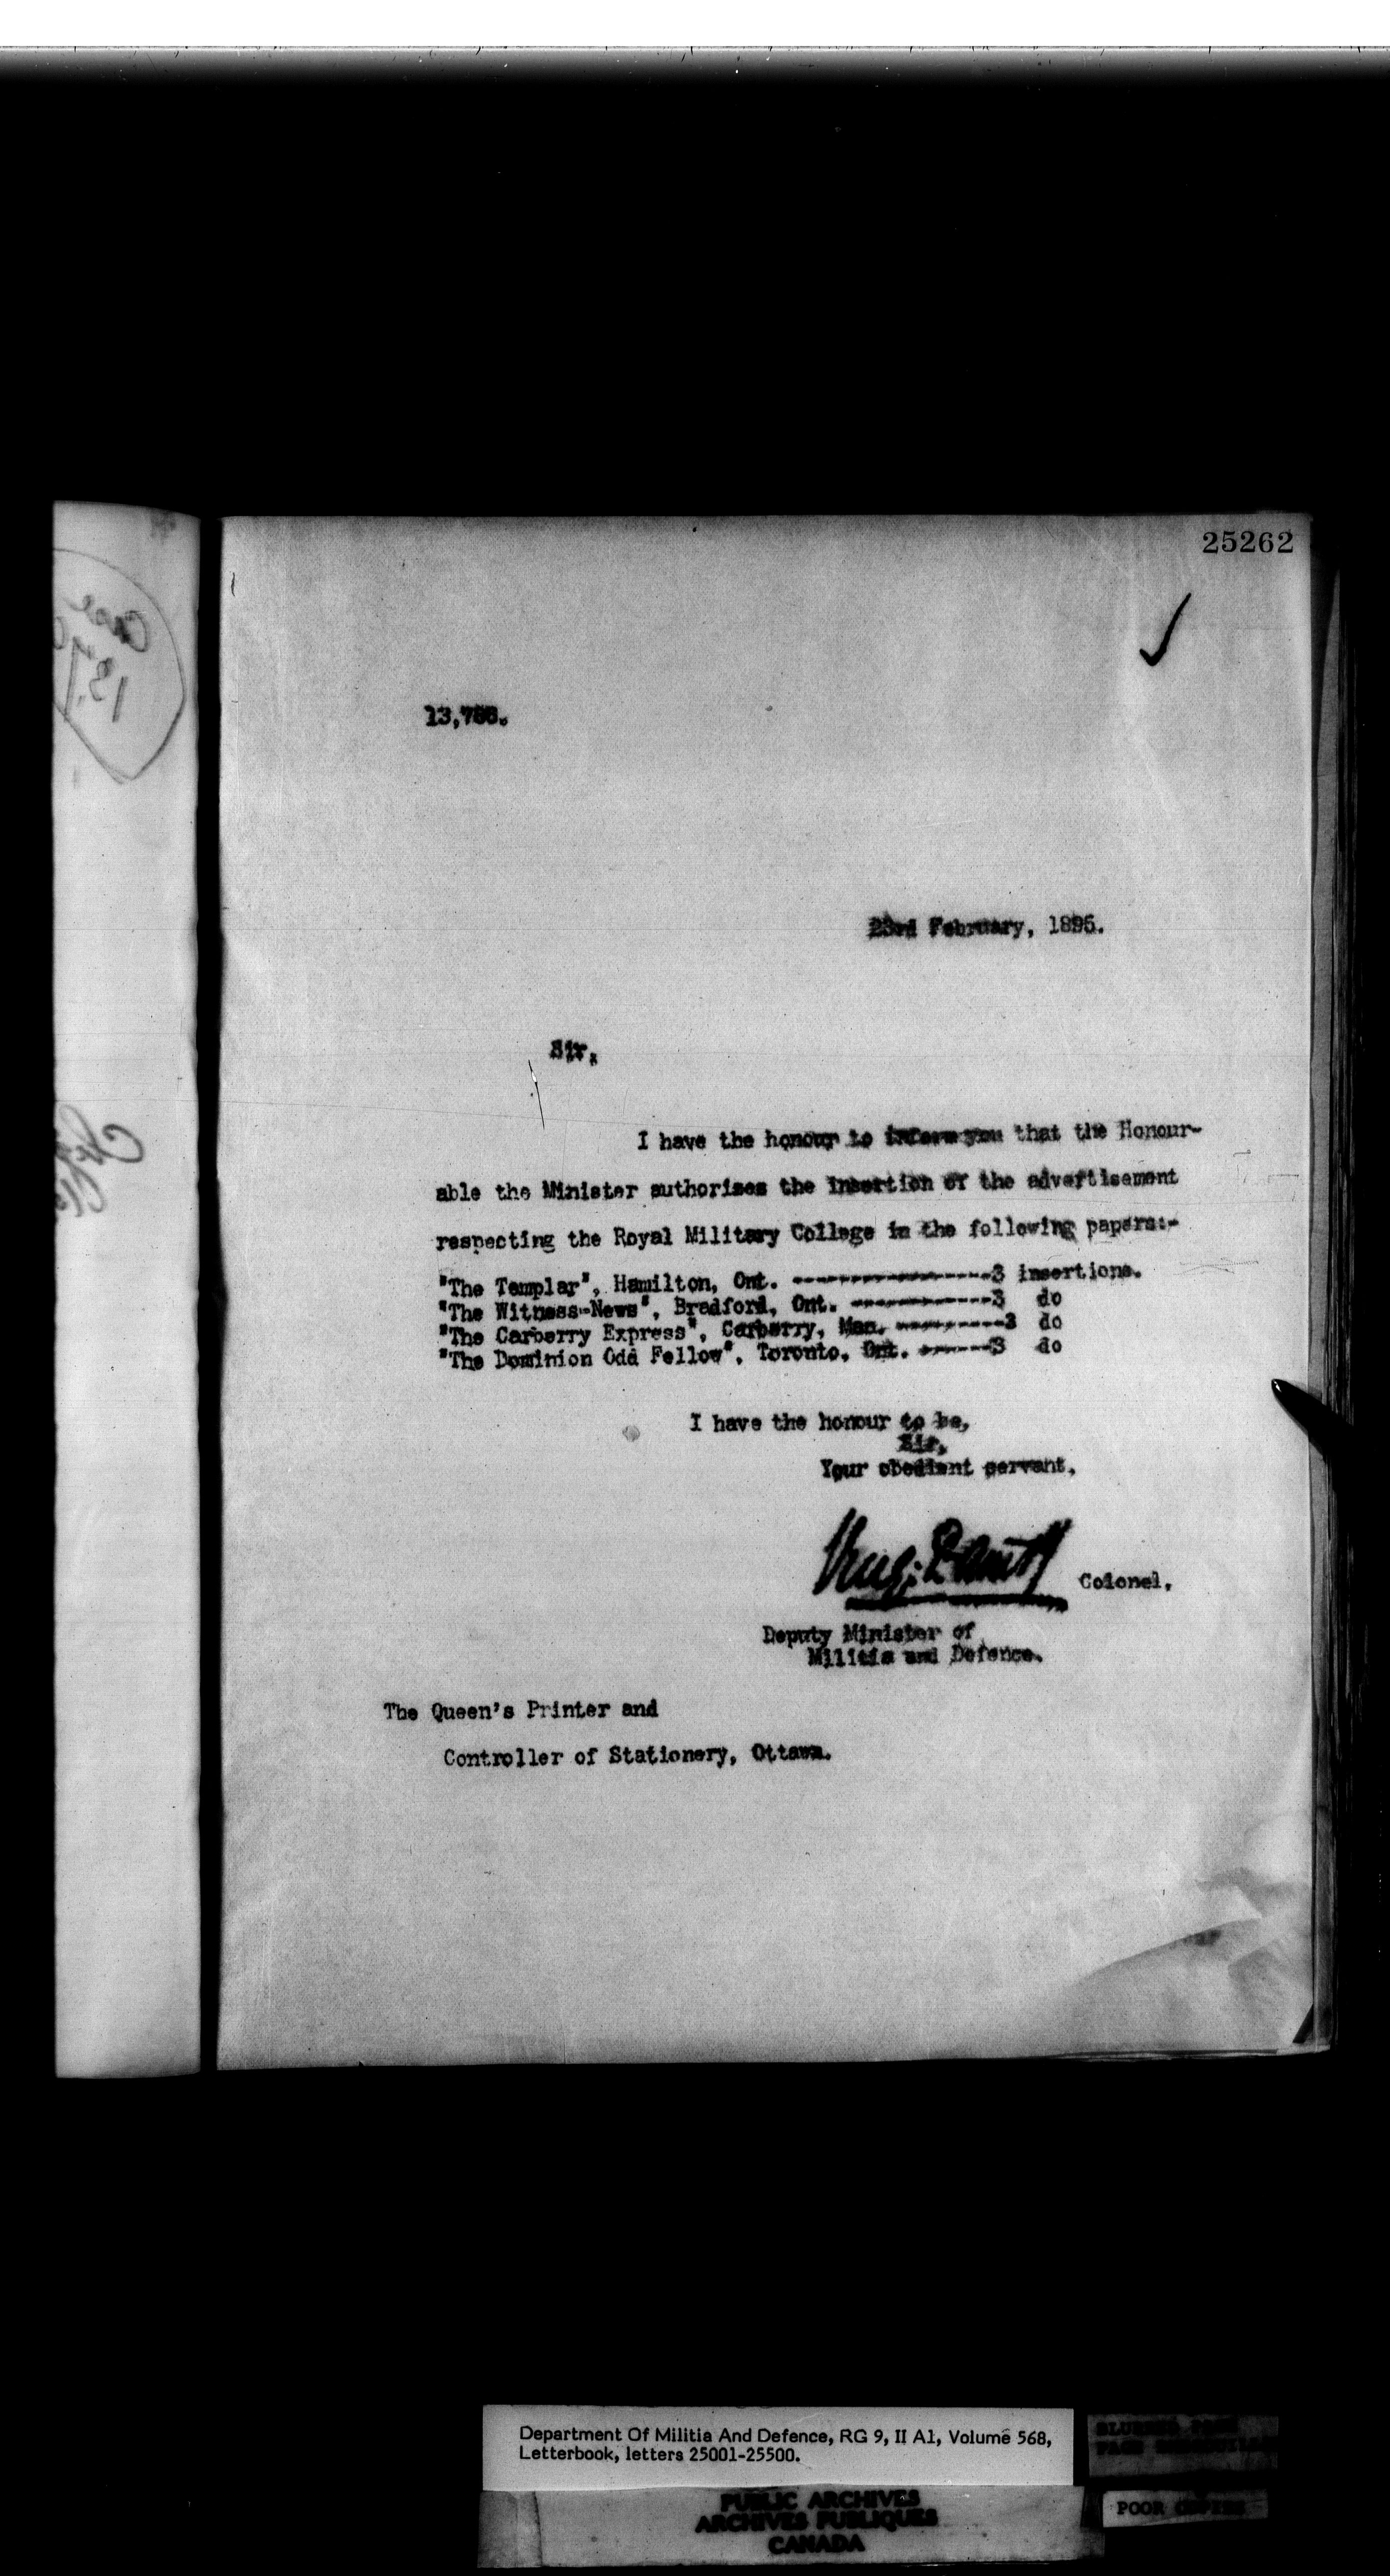 25262
23rd February, 1895.
Sir,
I have the honour to inform you that the Honour-
able the Minister authorises the insertion of the advertisement
respecting the Royal Military College in the following papers:-
"The Templar", Hamilton, Ont. ------------------3 insertions.
"The Witness-News", Bradford, Ont. -------------3 do
"The Carberry Express", Carberry, Man. ----------3 do
"The Dominion Odd Fellow", Toronto, Ont. -------3 do
I have the honour to be,
Sir,
Your obedient servant,
Colonel,
Deputy Minister of
Militia and Defence.
The Queen's Printer and
Controller of Stationery, Ottawa.
Department Of Militia And Defence, RG 9, II A1, Volume 568,
Letterbook, letters 25001-25500.
PUBLIC ARCHIVES
ARCHIVES PUBLIQUES
CANADA
POOR